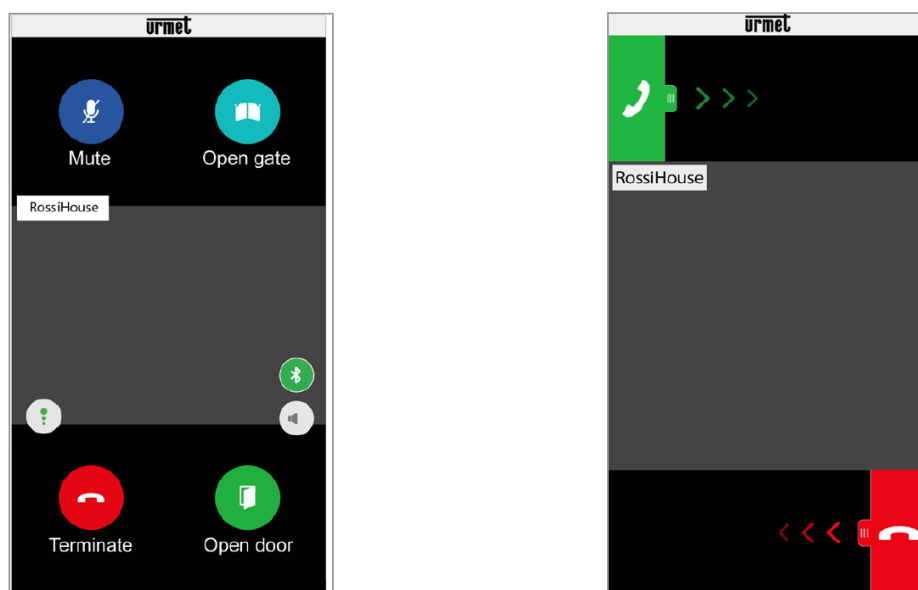 urmet
Mute
Open gate
RossiHouse
Terminate
Open door
urmet
RossiHouse